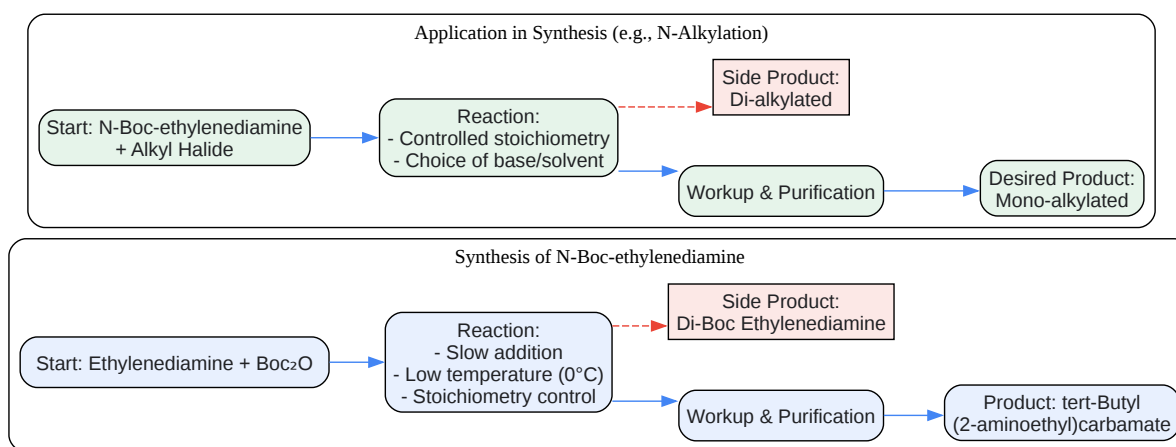 Application in Synthesis (e.g., N-Alkylation)
Start: N-Boc-ethylenediamine
+ Alkyl Halide
Reaction:
- Controlled stoichiometry
- Choice of base/solvent
Side Product:
Di-alkylated
Workup & Purification
Desired Product:
Mono-alkylated
Synthesis of N-Boc-ethylenediamine
Start: Ethylenediamine + Boc₂O
Reaction:
- Slow addition
- Low temperature (0°C)
- Stoichiometry control
Side Product:
Di-Boc Ethylenediamine
Workup & Purification
Product: tert-Butyl
(2-aminoethyl)carbamate